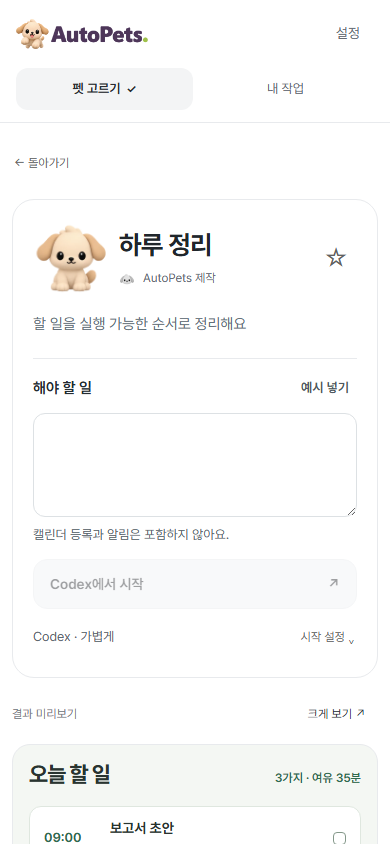 AutoPets.
설정
펫 고르기 ✓
내 작업
← 돌아가기
하루 정리
AutoPets 제작
할 일을 실행 가능한 순서로 정리해요
해야 할 일
예시 넣기
캘린더 등록과 알림은 포함하지 않아요.
Codex에서 시작 ↗
Codex · 가볍게
시작 설정
결과 미리보기
크게 보기 ↗
오늘 할 일
3가지 · 여유 35분
09:00
보고서 초안